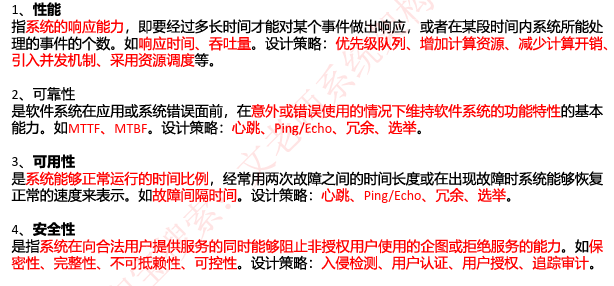 1、性能
指系统的响应能力，即要经过多长时间才能对某个事件做出响应，或者在某段时间内系统所能处
理的事件的个数。如响应时间、吞吐量。设计策略：优先级队列、增加计算资源、减少计算开销、
引入并发机制、采用资源调度等。
2、可靠性
是软件系统在应用或系统错误面前，在意外或错误使用的情况下维持软件系统的功能特性的基本
能力。如MTTF、MTBF。设计策略：心跳、Ping/Echo、冗余、选举。
3、可用性
是系统能够正常运行的时间比例，经常用两次故障之间的时间长度或在出现故障时系统能够恢复
正常的速度来表示。如故障间隔时间。设计策略：心跳、Ping/Echo、冗余、选举。
4、安全性
是指系统在向合法用户提供服务的同时能够阻止非授权用户使用的企图或拒绝服务的能力。如保
密性、完整性、不可抵赖性、可控性。设计策略：入侵检测、用户认证、用户授权、追踪审计。